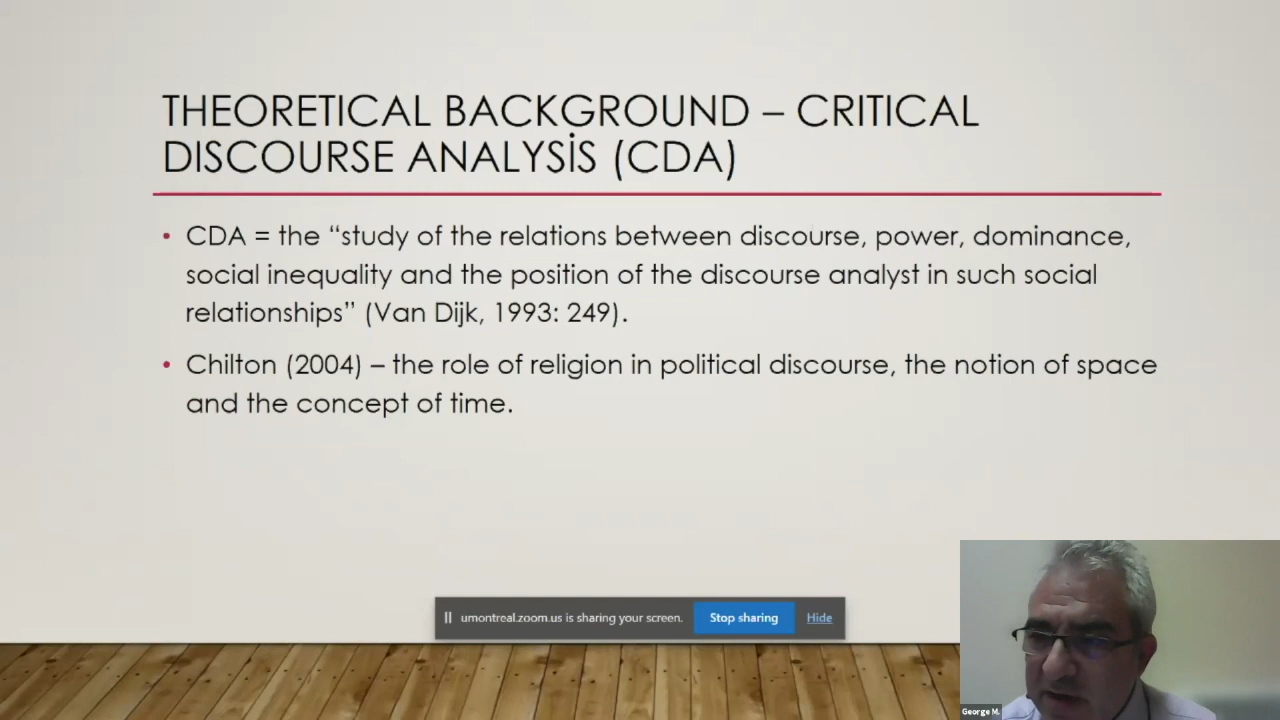 THEORETICAL BACKGROUND – CRITICAL
DISCOURSE ANALYSİS (CDA)
• CDA = the “study of the relations between discourse, power, dominance,
social inequality and the position of the discourse analyst in such social
relationships” (Van Dijk, 1993: 249).
• Chilton (2004) – the role of religion in political discourse, the notion of space
and the concept of time.
umontreal.zoom.us is sharing your screen. Stop sharing Hide
George M.